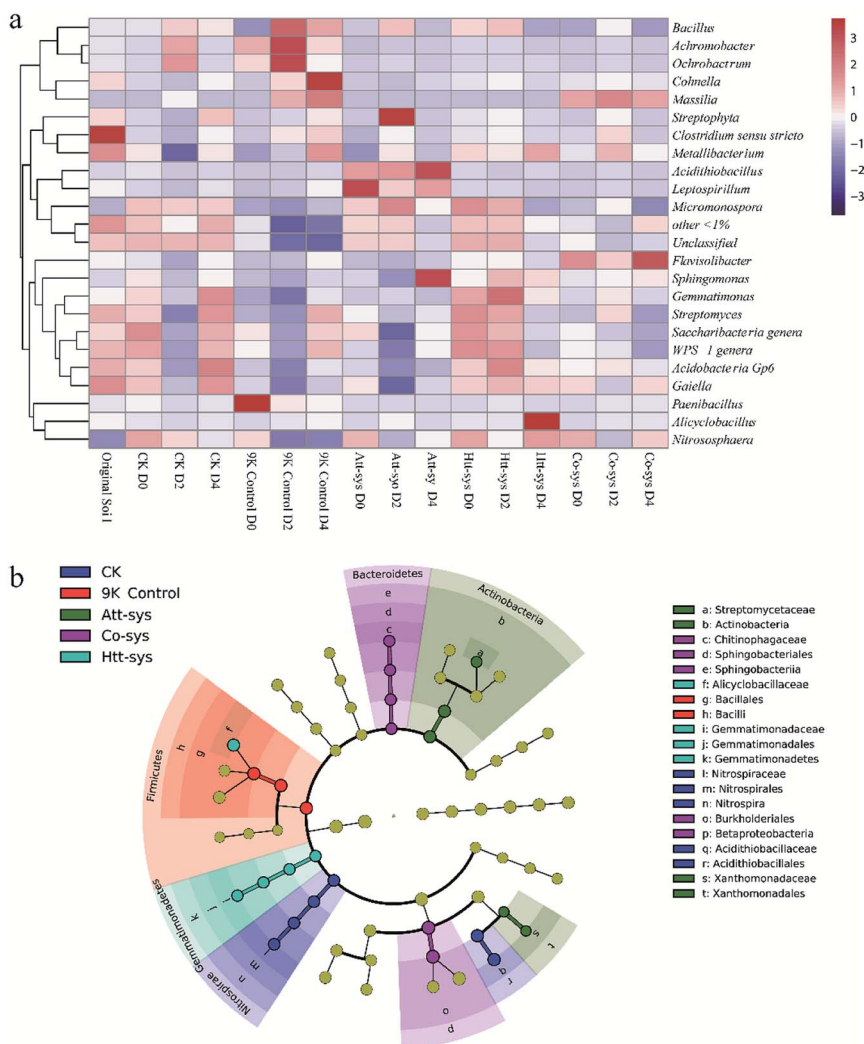 a
Bacillus
Achromobacter
Ochrobactrum
Cohnella
Massilia
Streptophyta
Clostridium sensu stricto
Metallibacterium
Acidithiobacillus
Leptospirillum
Micromonospora
other <1%
Unclassified
Flavisolibacter
Sphingomonas
Gemmatimonas
Streptomyces
Saccharibacteria genera
WPS 1 genera
Acidobacteria Gp6
Gaiella
Paenibacillus
Alicyclobacillus
Nitrososphaera
3
2
1
0
−1
−2
−3
Original Soil
CK D0
CK D2
CK D4
9K Control D0
9K Control D2
9K Control D4
Att-sys D0
Att-syo D2
Att-sy D4
Htt-sys D0
Htt-sys D2
Htt-sys D4
Co-sys D0
Co-sys D2
Co-sys D4
b
CK
9K Control
Att-sys
Co-sys
Htt-sys
Bacteroidetes
e
d
c
Actinobacteria
b
a
Firmicutes
h
g
f
Gemmatimonadetes
k
j
Nitrospirae
n
m
o
p
q
r
s
t
a: Streptomycetaceae
b: Actinobacteria
c: Chitinophagaceae
d: Sphingobacteriales
e: Sphingobacteriia
f: Alicyclobacillaceae
g: Bacillales
h: Bacilli
i: Gemmatimonadaceae
j: Gemmatimonadales
k: Gemmatimonadetes
l: Nitrospiraceae
m: Nitrospirales
n: Nitrospira
o: Burkholderiales
p: Betaproteobacteria
q: Acidithiobacillaceae
r: Acidithiobacillales
s: Xanthomonadaceae
t: Xanthomonadales